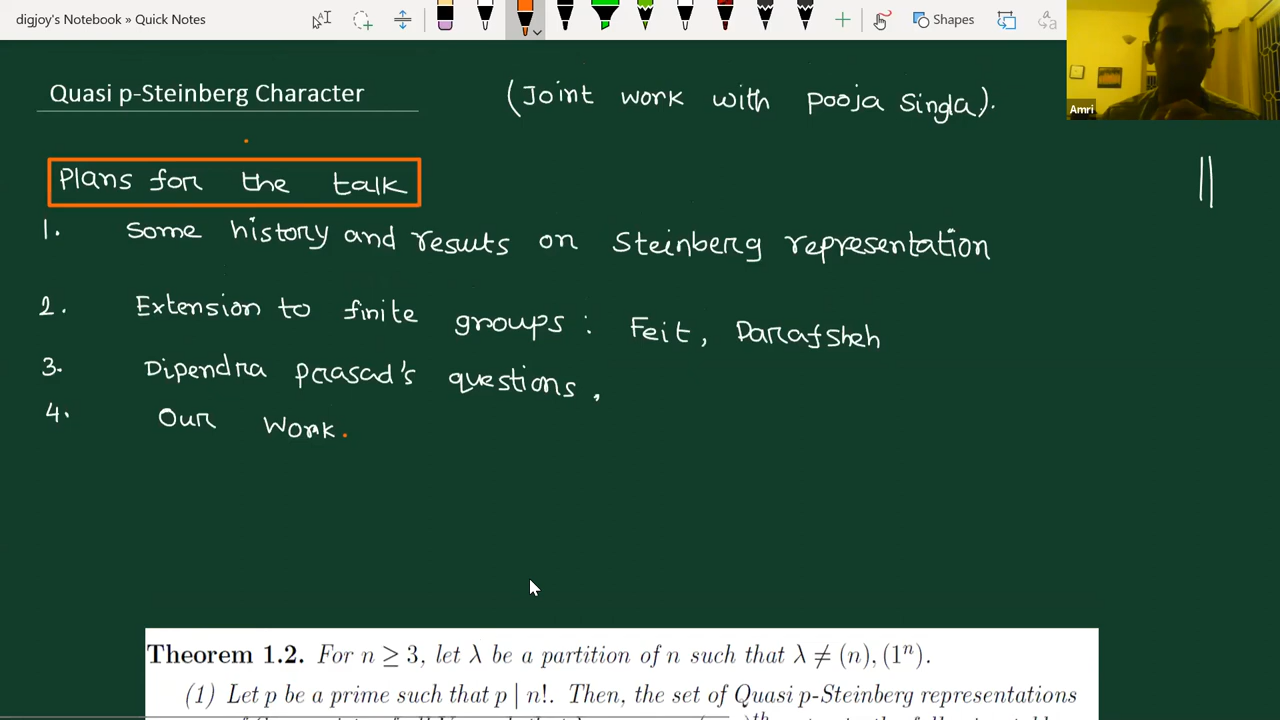 digjoy's Notebook » Quick Notes
Shapes
Amri
Quasi p-Steinberg Character
(Joint work with Pooja Singla).
Plans for the talk
1. Some history and results on Steinberg representation
2. Extension to finite groups : Feit, Darafsheh
3. Dipendra Prasad's questions,
4. Our Work.
Theorem 1.2. For n ≥ 3, let λ be a partition of n such that λ ≠ (n), (1ⁿ).
(1) Let p be a prime such that p | n!. Then, the set of Quasi p-Steinberg representations